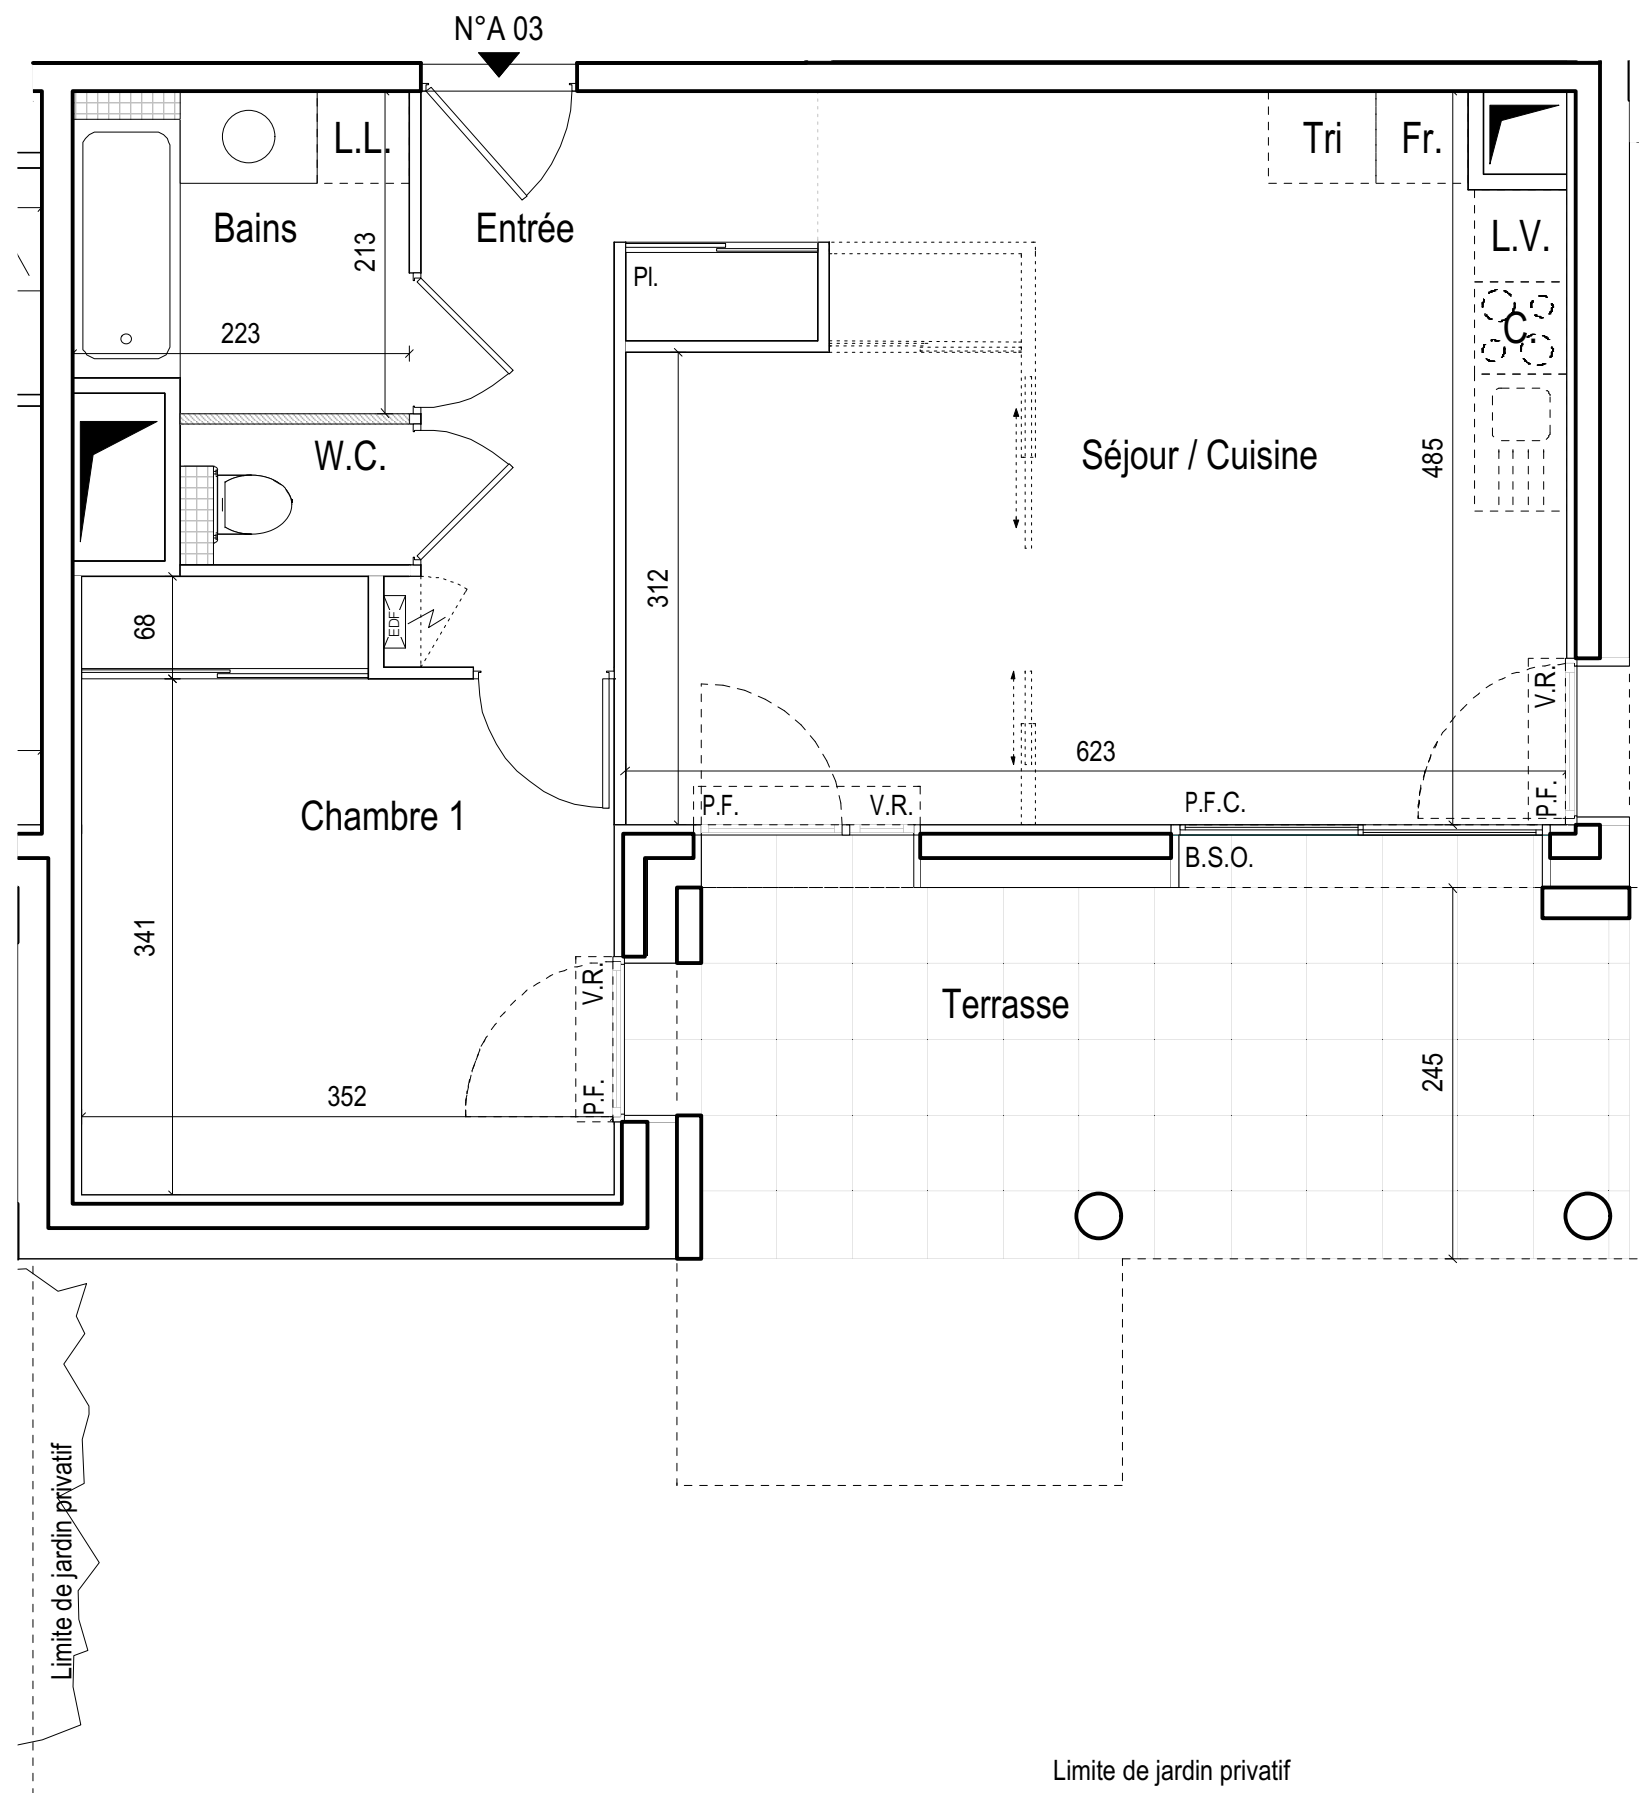 N°A 03
L.L.
Tri
Fr.
Bains
213
Entrée
L.V.
Pl.
223
C.
W.C.
Séjour / Cuisine
485
312
68
EDF
V.R.
623
P.F.
V.R.
P.F.C.
P.F.
Chambre 1
B.S.O.
341
V.R.
Terrasse
245
352
P.F.
Limite de jardin privatif
Limite de jardin privatif